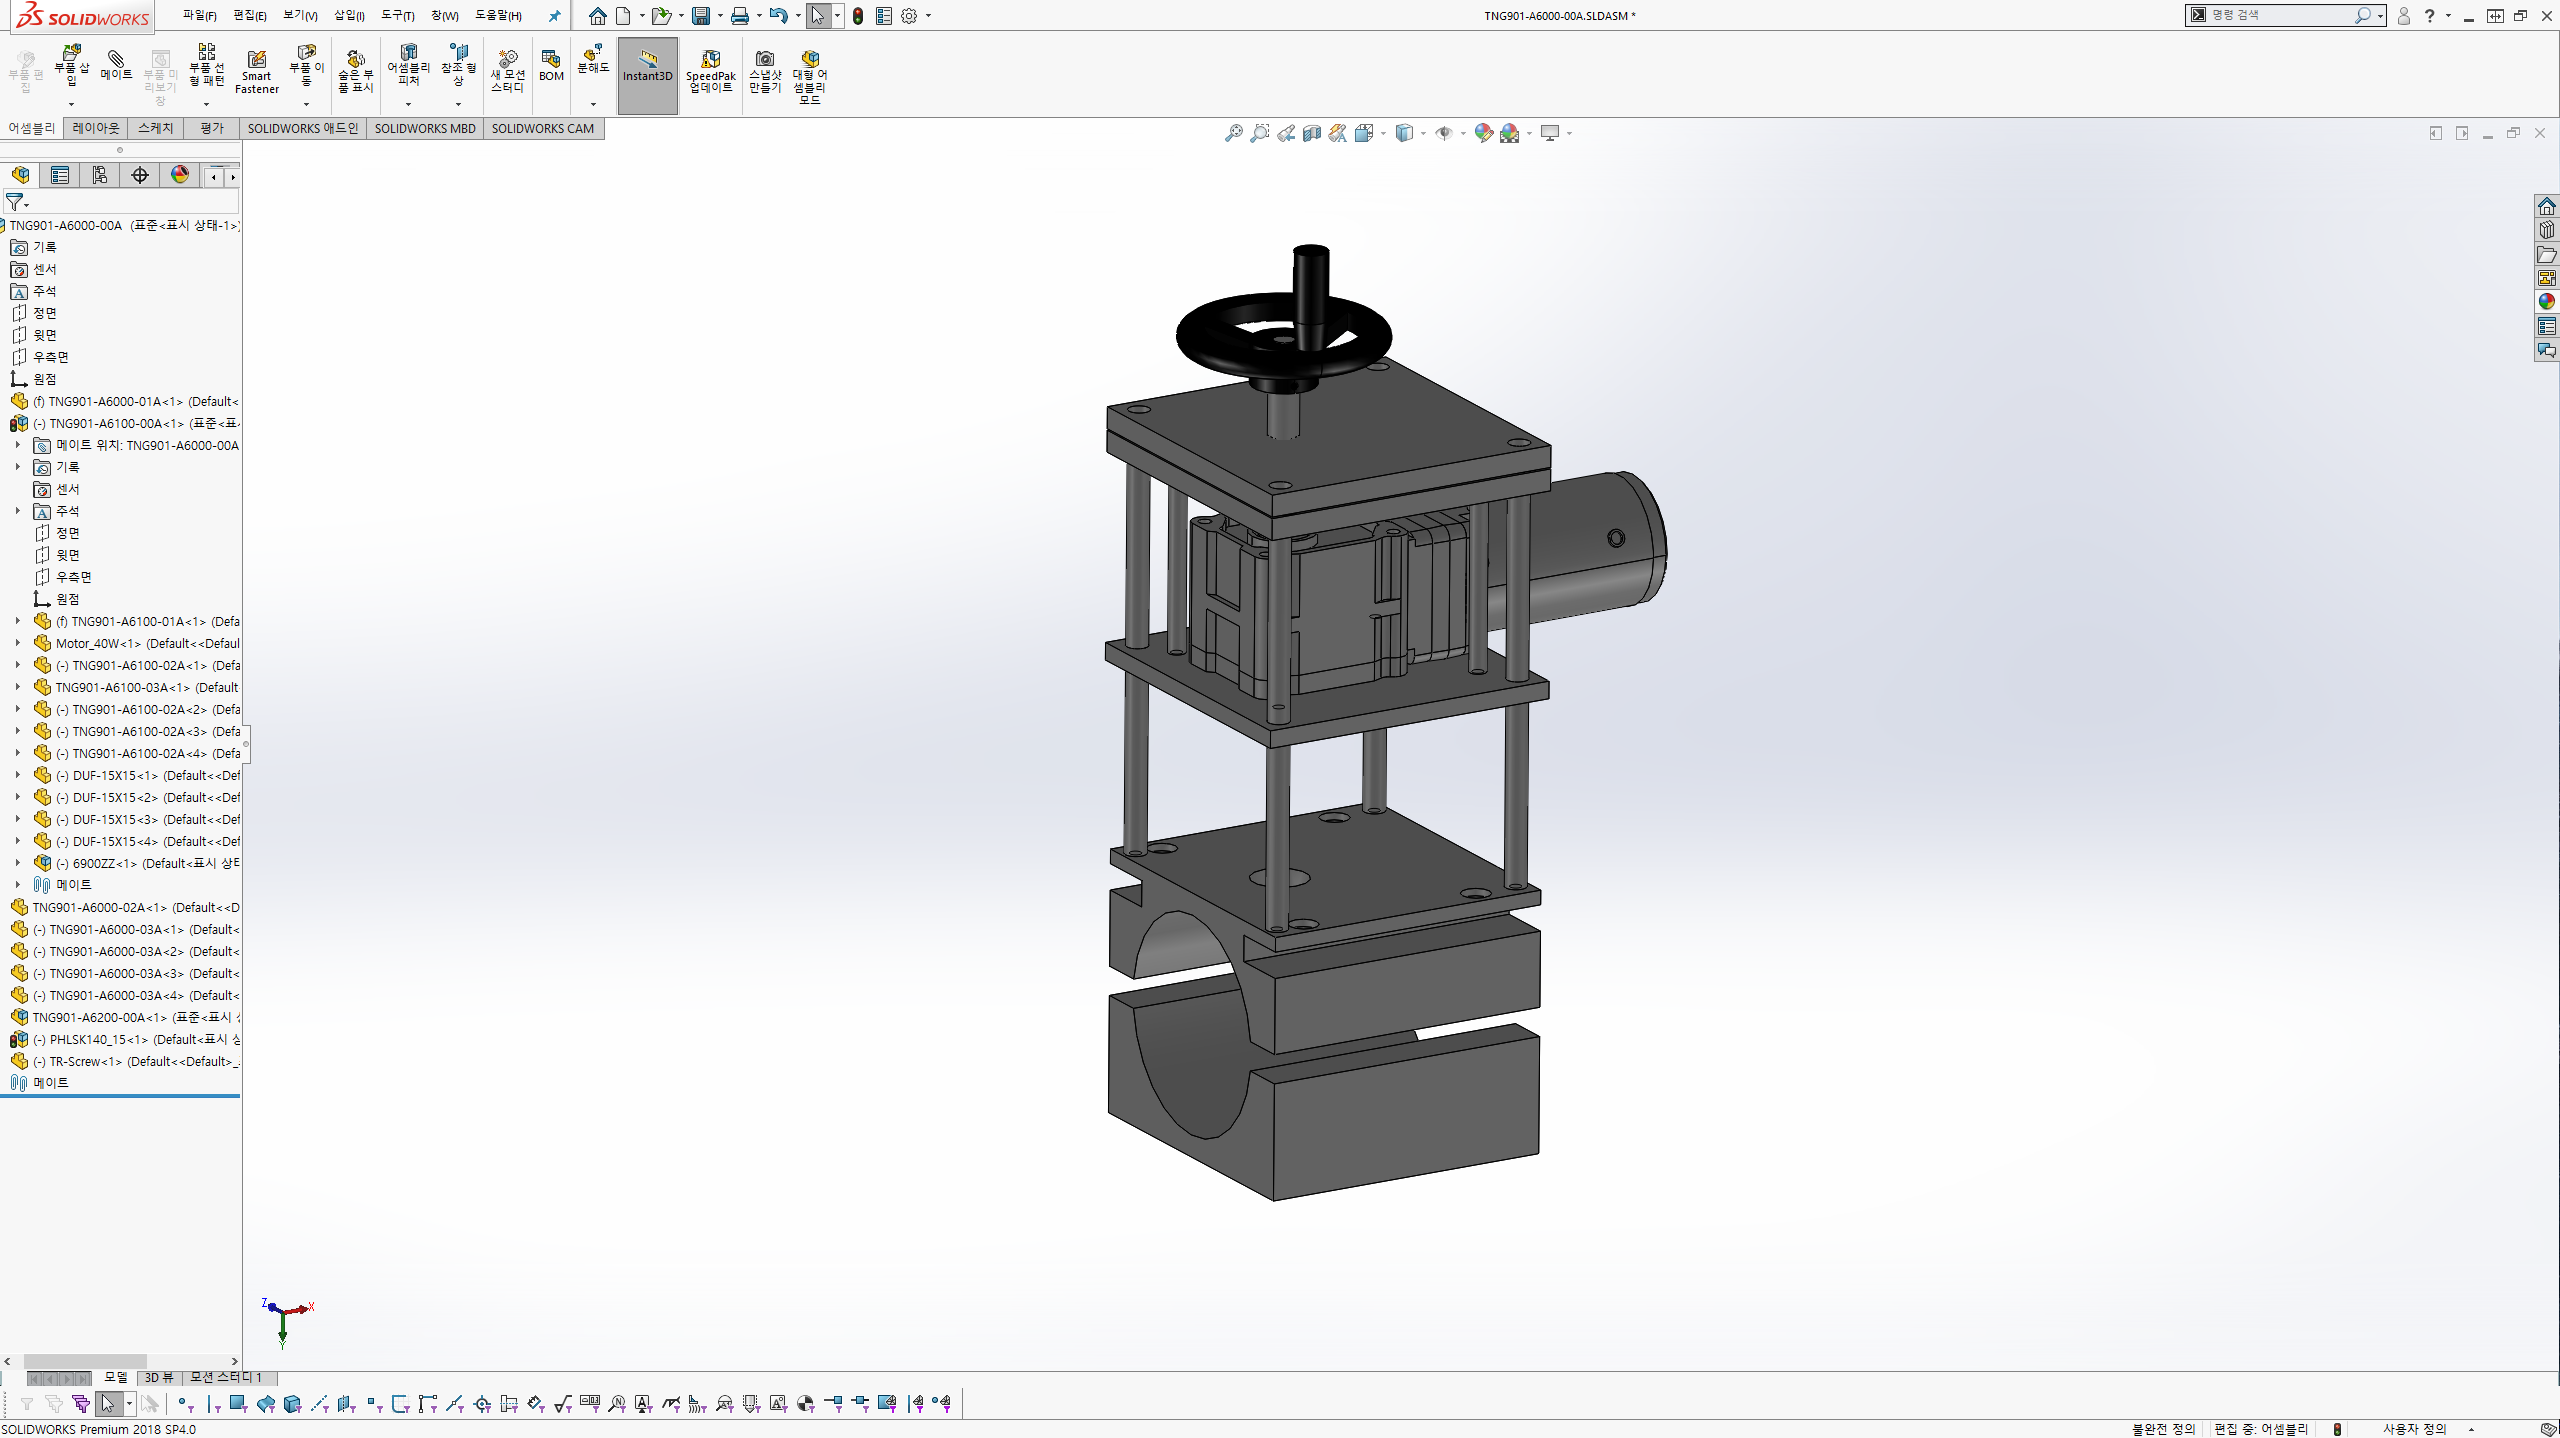 SOLIDWORKS
파일(F) 편집(E) 보기(V) 삽입(I) 도구(T) 창(W) 도움말(H)
TNG901-A6000-00A.SLDASM *
명령 검색
부품 편집
부품 삽입
메이트
부품 미리보기 창
부품 선형 패턴
Smart Fastener
부품 이동
숨은 부품 표시
어셈블리 피처
참조 형상
새 모션 스터디
BOM
분해도
Instant3D
SpeedPak 업데이트
스냅샷 만들기
대형 어셈블리 모드
어셈블리 레이아웃 스케치 평가 SOLIDWORKS 애드인 SOLIDWORKS MBD SOLIDWORKS CAM
TNG901-A6000-00A (표준<표시 상태-1>)
기록
센서
주석
정면
윗면
우측면
원점
(f) TNG901-A6000-01A<1> (Default<
(-) TNG901-A6100-00A<1> (표준<표
메이트 위치: TNG901-A6000-00A
기록
센서
주석
정면
윗면
우측면
원점
(f) TNG901-A6100-01A<1> (Defa
Motor_40W<1> (Default<<Defaul
(-) TNG901-A6100-02A<1> (Defa
TNG901-A6100-03A<1> (Default
(-) TNG901-A6100-02A<2> (Defa
(-) TNG901-A6100-02A<3> (Defa
(-) TNG901-A6100-02A<4> (Defa
(-) DUF-15X15<1> (Default<<Def
(-) DUF-15X15<2> (Default<<Def
(-) DUF-15X15<3> (Default<<Def
(-) DUF-15X15<4> (Default<<Def
(-) 6900ZZ<1> (Default<표시 상태
메이트
TNG901-A6000-02A<1> (Default<<D
(-) TNG901-A6000-03A<1> (Default<
(-) TNG901-A6000-03A<2> (Default<
(-) TNG901-A6000-03A<3> (Default<
(-) TNG901-A6000-03A<4> (Default<
TNG901-A6200-00A<1> (표준<표시 상
(-) PHLSK140_15<1> (Default<표시 상
(-) TR-Screw<1> (Default<<Default>_
메이트
Z X
Y
모델 3D 뷰 모션 스터디 1
SOLIDWORKS Premium 2018 SP4.0
불완전 정의 편집 중: 어셈블리 사용자 정의